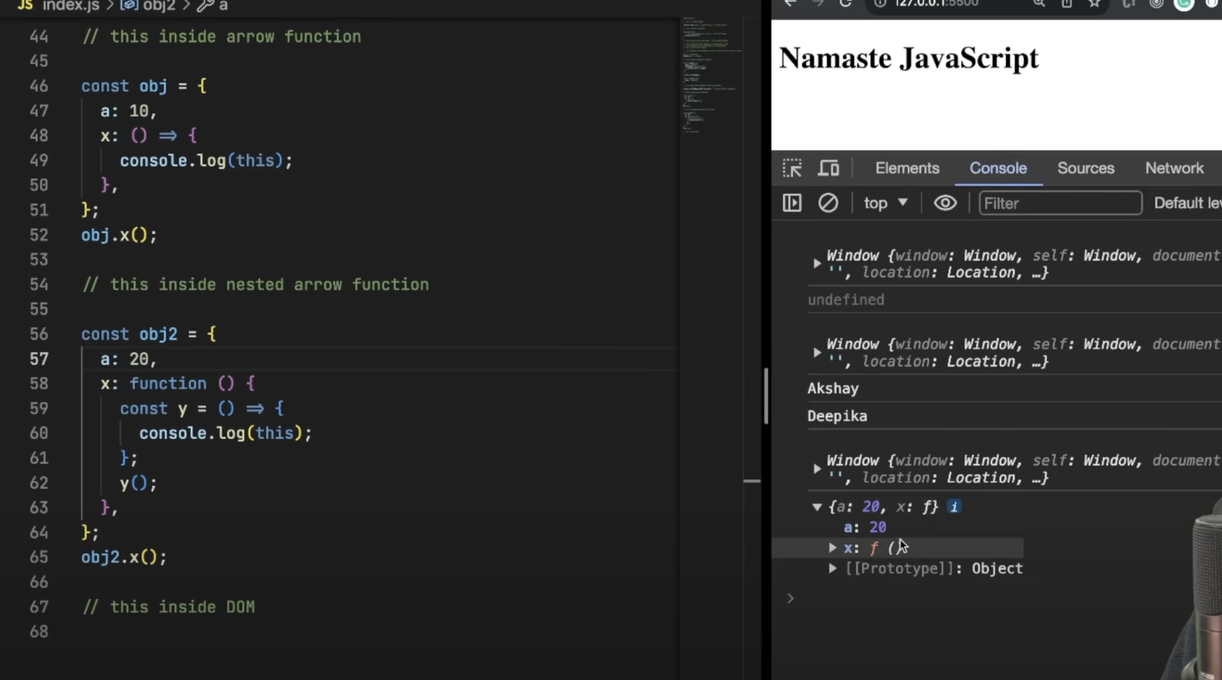 JS index.js > obj2 > a
44 // this inside arrow function
45
46 const obj = {
47 a: 10,
48 x: () => {
49 console.log(this);
50 },
51 };
52 obj.x();
53
54 // this inside nested arrow function
55
56 const obj2 = {
57 a: 20,
58 x: function () {
59 const y = () => {
60 console.log(this);
61 };
62 y();
63 },
64 };
65 obj2.x();
66
67 // this inside DOM
68
127.0.0.1:5500
Namaste JavaScript
Elements Console Sources Network
top Filter Default le
Window {window: Window, self: Window, document
'', location: Location, …}
undefined
Window {window: Window, self: Window, document
'', location: Location, …}
Akshay
Deepika
Window {window: Window, self: Window, document
'', location: Location, …}
{a: 20, x: ƒ} i
a: 20
x: ƒ ()
[[Prototype]]: Object